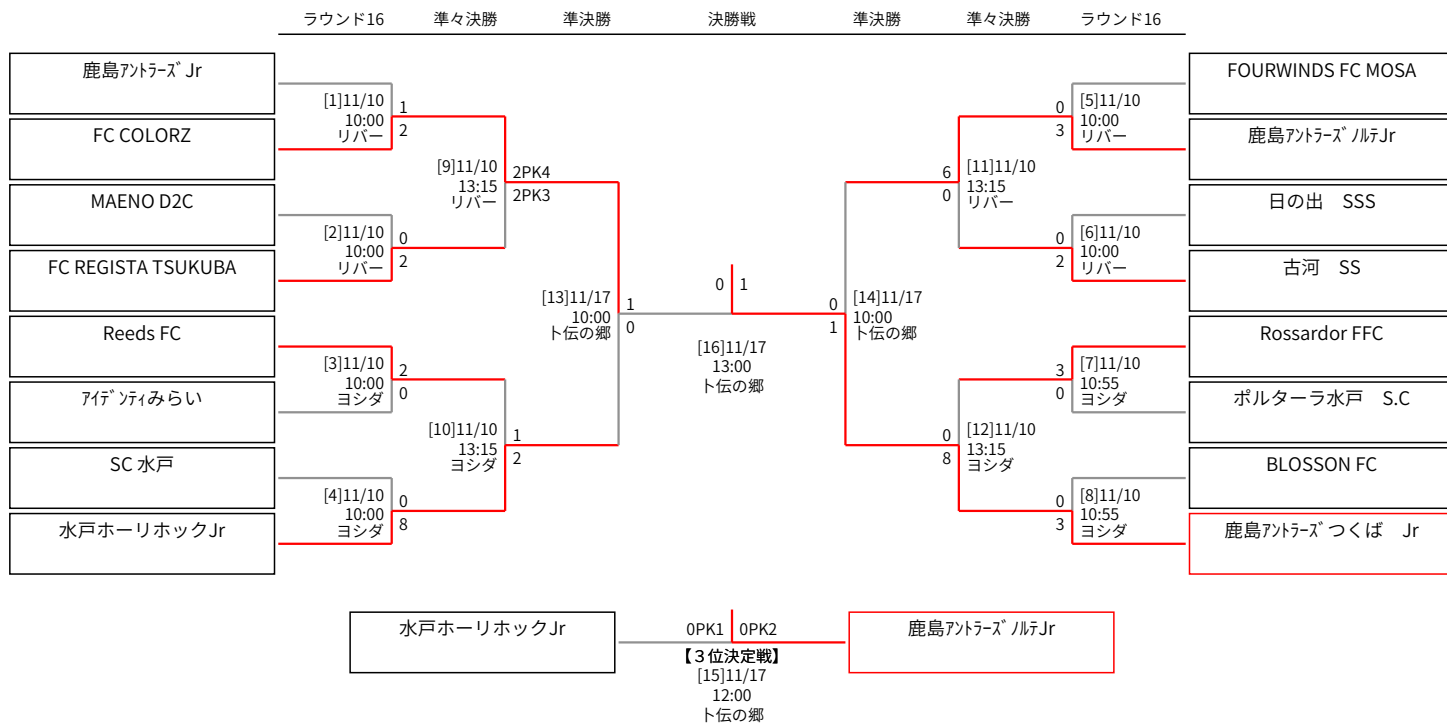 ラウンド16 準々決勝 準決勝 決勝戦 準決勝 準々決勝 ラウンド16
鹿島ｱﾝﾄﾗｰｽﾞJr
FC COLORZ
MAENO D2C
FC REGISTA TSUKUBA
Reeds FC
ｱｲﾃﾞﾝﾃｨみらい
SC 水戸
水戸ホーリホックJr
[1]11/10
10:00
リバー
1
2
[2]11/10
10:00
リバー
0
2
[3]11/10
10:00
ヨシダ
2
0
[4]11/10
10:00
ヨシダ
0
8
[9]11/10
13:15
リバー
2PK4
2PK3
[10]11/10
13:15
ヨシダ
1
2
[13]11/17
10:00
卜伝の郷
1
0
0 1
[16]11/17
13:00
卜伝の郷
0
1
[14]11/17
10:00
卜伝の郷
6
0
[11]11/10
13:15
リバー
0
8
[12]11/10
13:15
ヨシダ
0
3
[5]11/10
10:00
リバー
0
2
[6]11/10
10:00
リバー
3
0
[7]11/10
10:55
ヨシダ
0
3
[8]11/10
10:55
ヨシダ
FOURWINDS FC MOSA
鹿島ｱﾝﾄﾗｰｽﾞﾉﾙﾃJr
日の出　SSS
古河　SS
Rossardor FFC
ポルターラ水戸　S.C
BLOSSON FC
鹿島ｱﾝﾄﾗｰｽﾞつくば　Jr
水戸ホーリホックJr
0PK1 0PK2
鹿島ｱﾝﾄﾗｰｽﾞﾉﾙﾃJr
【３位決定戦】
[15]11/17
12:00
卜伝の郷